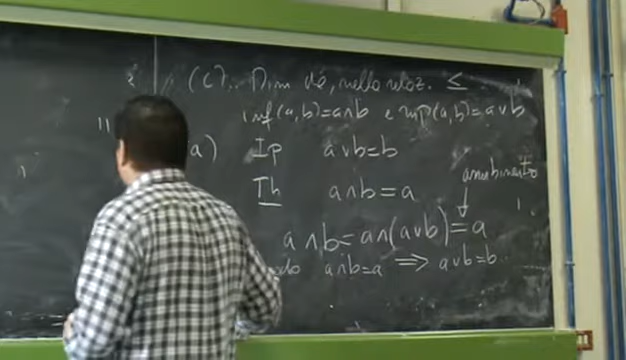 (c). Dim che, nella relaz. ≤
inf(a,b)=a∧b e sup(a,b)=a∨b
a) Ip a∨b=b
Th a∧b=a
assorbimento
a∧b=a∧(a∨b)=a
a∧b=a ⟹ a∨b=b